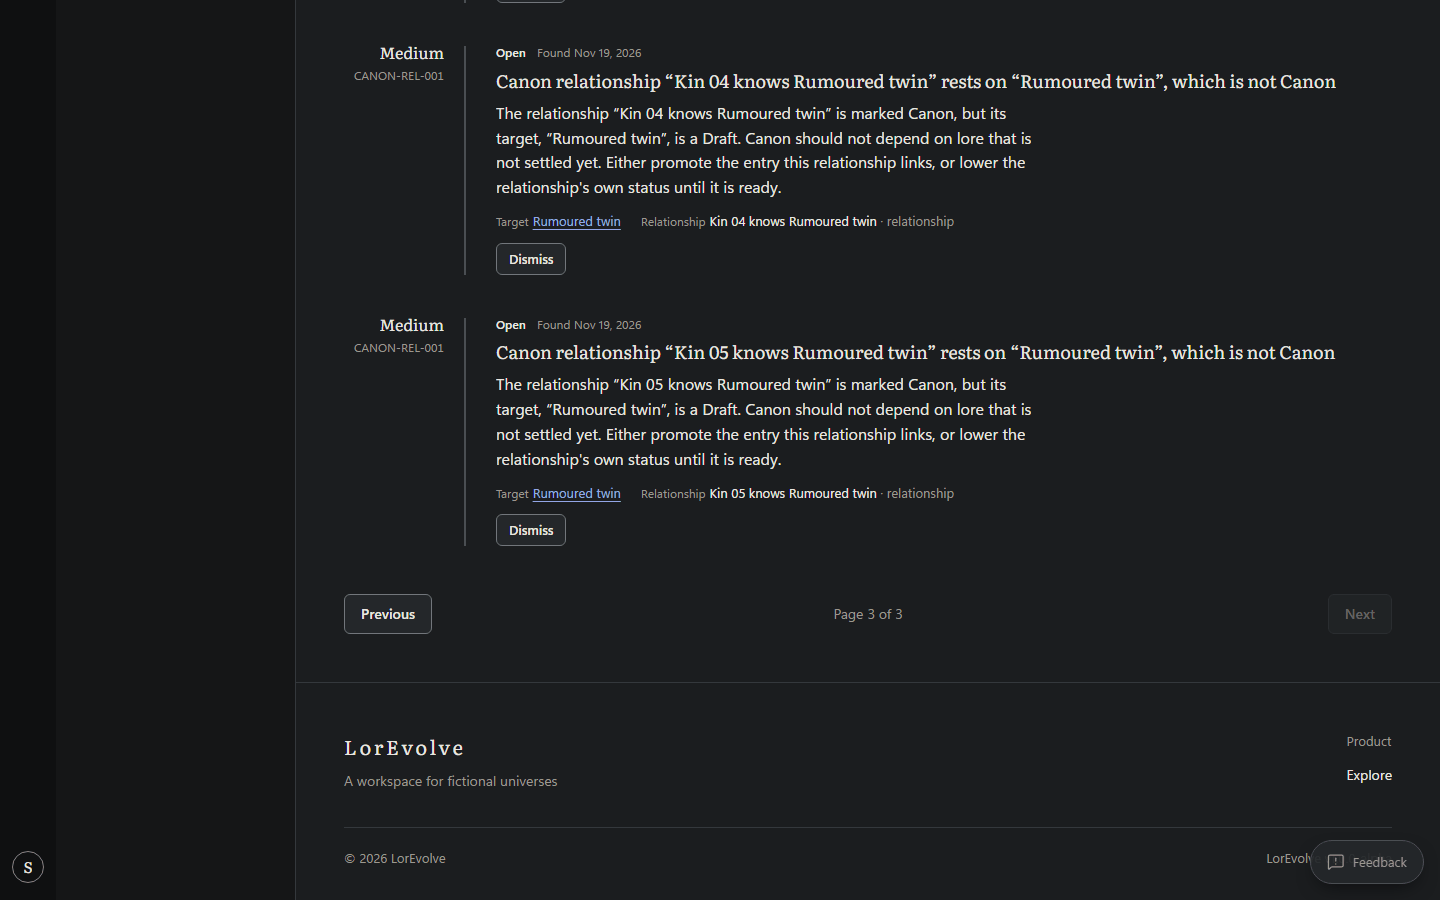 Medium
CANON-REL-001
Open Found Nov 19, 2026
Canon relationship “Kin 04 knows Rumoured twin” rests on “Rumoured twin”, which is not Canon
The relationship “Kin 04 knows Rumoured twin” is marked Canon, but its
target, “Rumoured twin”, is a Draft. Canon should not depend on lore that is
not settled yet. Either promote the entry this relationship links, or lower the
relationship's own status until it is ready.
Target Rumoured twin Relationship Kin 04 knows Rumoured twin · relationship
Dismiss
Medium
CANON-REL-001
Open Found Nov 19, 2026
Canon relationship “Kin 05 knows Rumoured twin” rests on “Rumoured twin”, which is not Canon
The relationship “Kin 05 knows Rumoured twin” is marked Canon, but its
target, “Rumoured twin”, is a Draft. Canon should not depend on lore that is
not settled yet. Either promote the entry this relationship links, or lower the
relationship's own status until it is ready.
Target Rumoured twin Relationship Kin 05 knows Rumoured twin · relationship
Dismiss
Previous
Page 3 of 3
Next
LorEvolve
A workspace for fictional universes
Product
Explore
© 2026 LorEvolve
Feedback
S